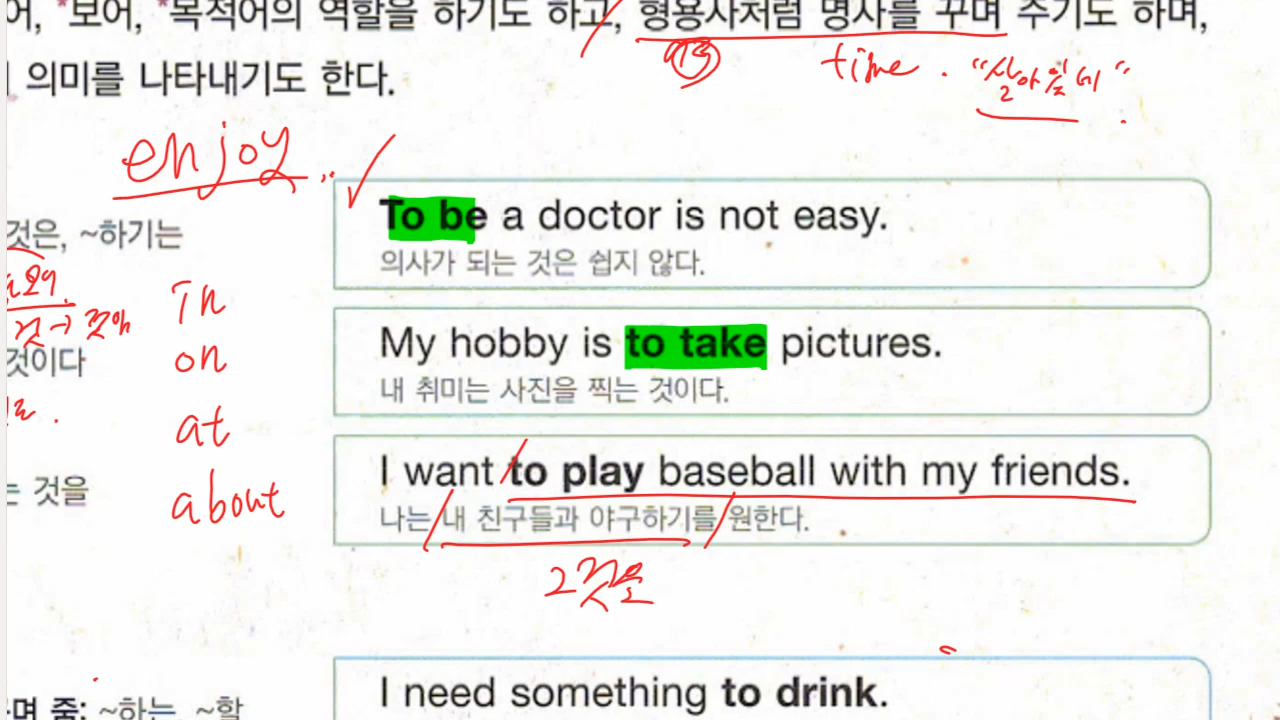 어, *보어, *목적어의 역할을 하기도 하고, 형용사처럼 명사를 꾸며 주기도 하며,
의미를 나타내기도 한다.
time.
enjoy
To be a doctor is not easy.
것은, ~하기는
의사가 되는 것은 쉽지 않다.
In
My hobby is to take pictures.
것이다
on
내 취미는 사진을 찍는 것이다.
at
I want to play baseball with my friends.
것을
about
나는 내 친구들과 야구하기를 원한다.
그것을
I need something to drink.
며 줌: ~하는, ~할